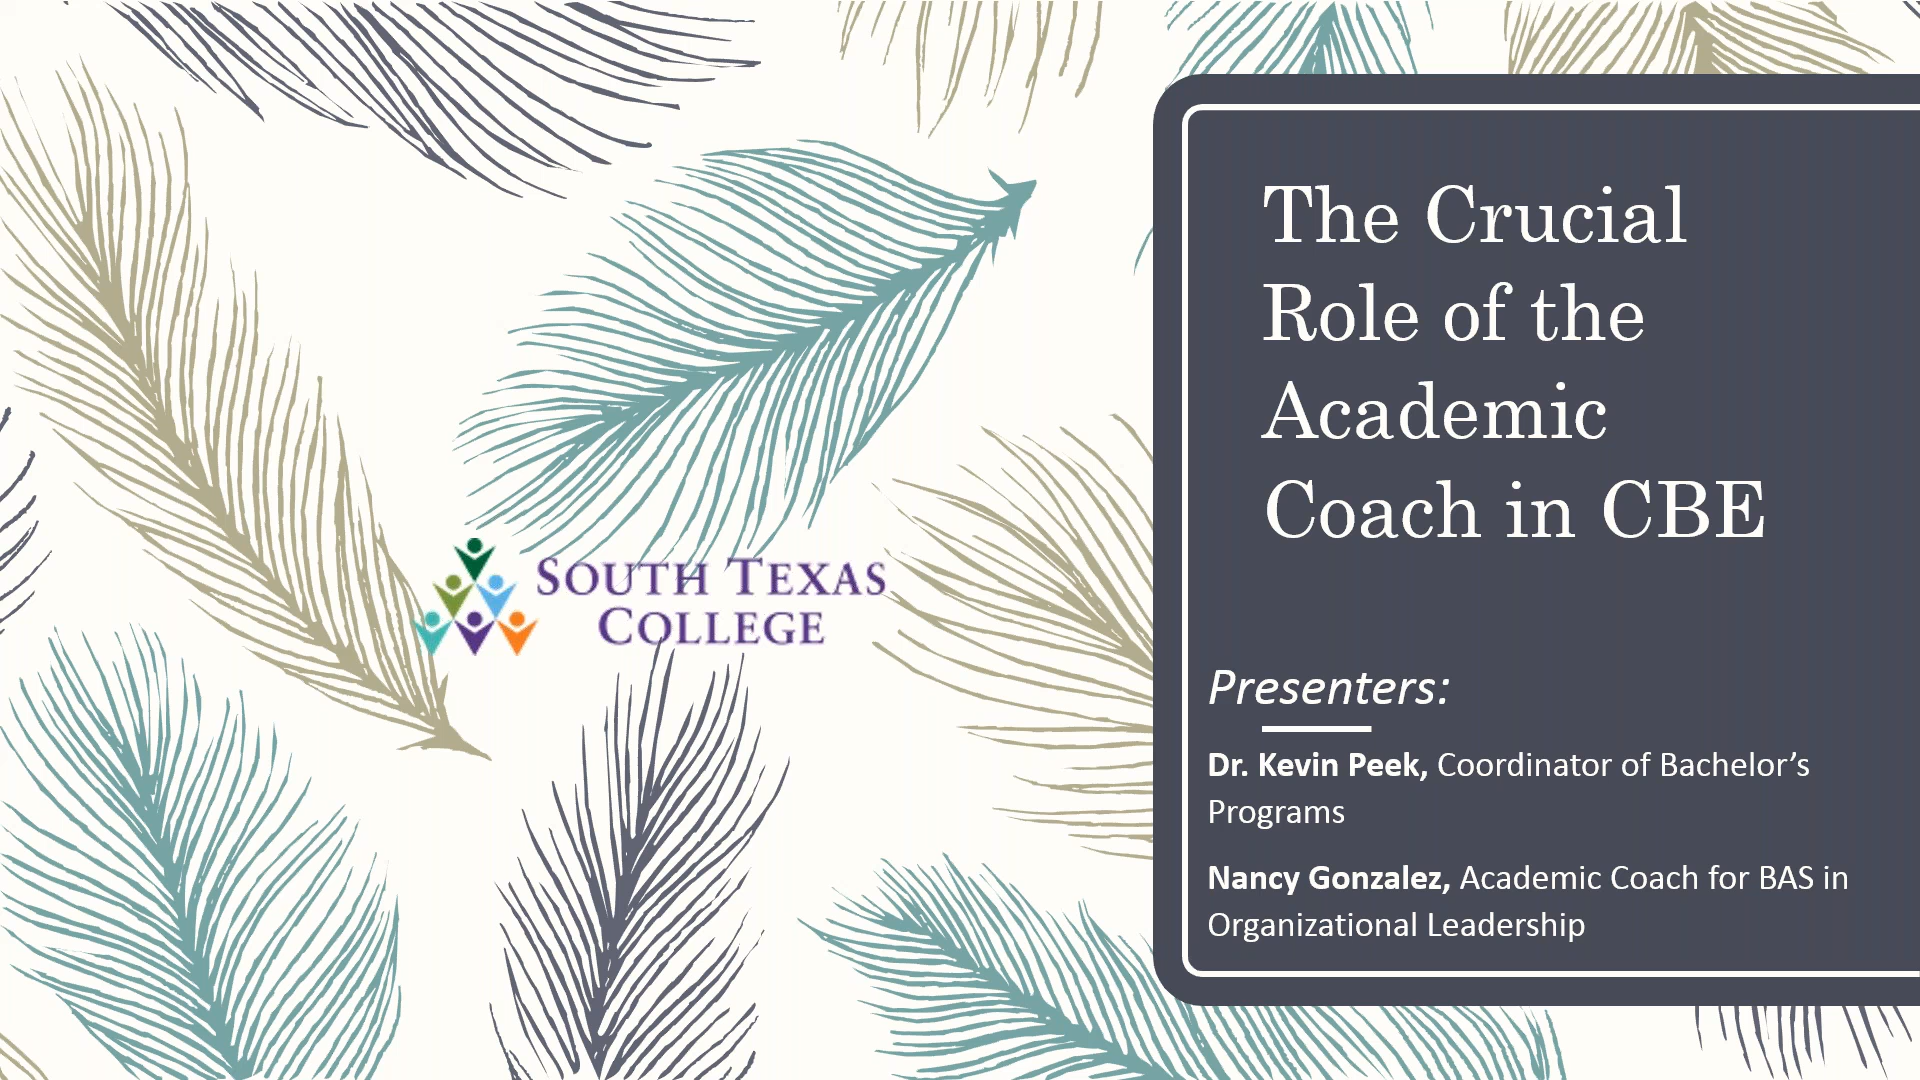 The Crucial
Role of the
Academic
Coach in CBE
SOUTH TEXAS
COLLEGE
Presenters:
Dr. Kevin Peek, Coordinator of Bachelor’s
Programs
Nancy Gonzalez, Academic Coach for BAS in
Organizational Leadership